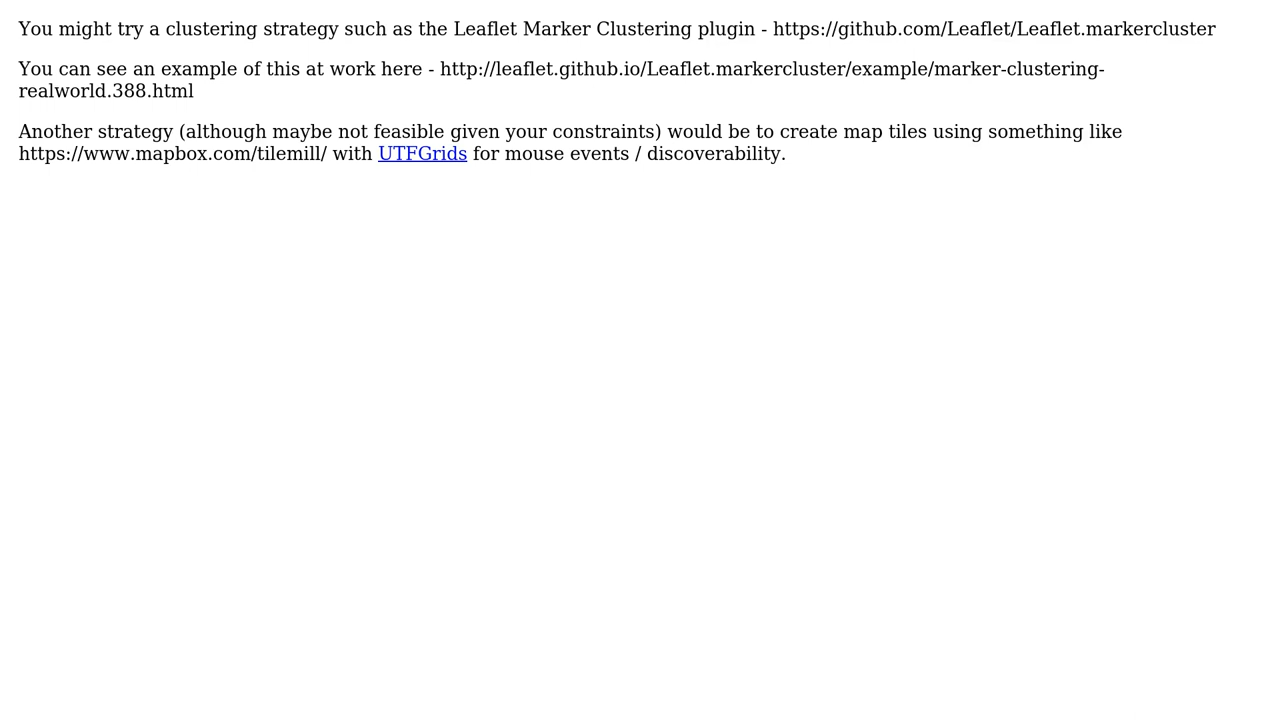 You might try a clustering strategy such as the Leaflet Marker Clustering plugin - https://github.com/Leaflet/Leaflet.markercluster
You can see an example of this at work here - http://leaflet.github.io/Leaflet.markercluster/example/marker-clustering-
realworld.388.html
Another strategy (although maybe not feasible given your constraints) would be to create map tiles using something like
https://www.mapbox.com/tilemill/ with UTFGrids for mouse events / discoverability.